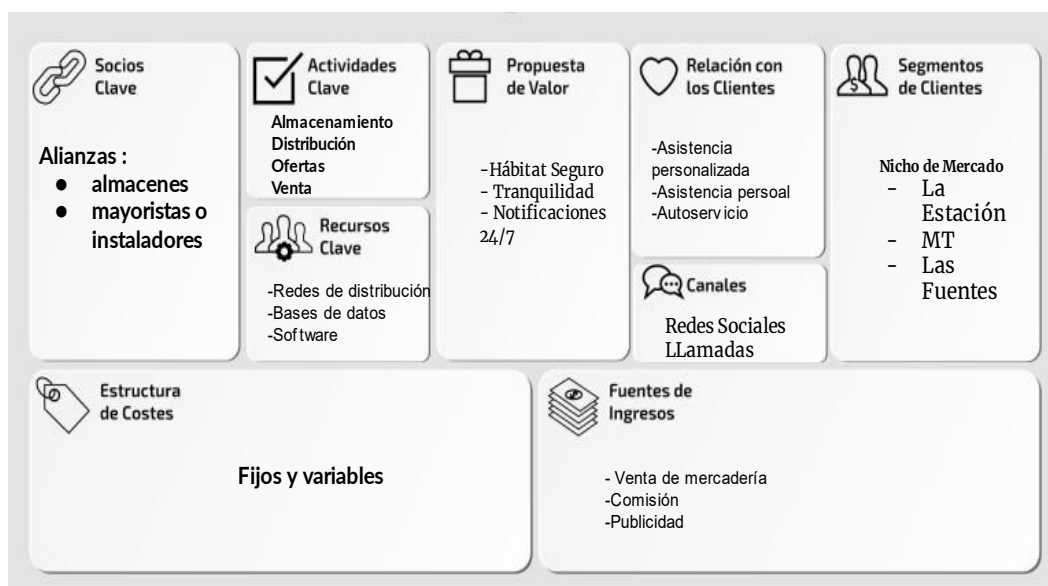 Socios
Clave
Alianzas :
● almacenes
● mayoristas o
instaladores
Actividades
Clave
Almacenamiento
Distribución
Ofertas
Venta
Recursos
Clave
-Redes de distribución
-Bases de datos
-Software
Propuesta
de Valor
-Hábitat Seguro
- Tranquilidad
- Notificaciones
24/7
Relación con
los Clientes
-Asistencia
personalizada
-Asistencia persoal
-Autoservicio
Canales
Redes Sociales
LLamadas
Segmentos
de Clientes
Nicho de Mercado
- La
Estación
- MT
- Las
Fuentes
Estructura
de Costes
Fijos y variables
Fuentes de
Ingresos
- Venta de mercadería
-Comisión
-Publicidad